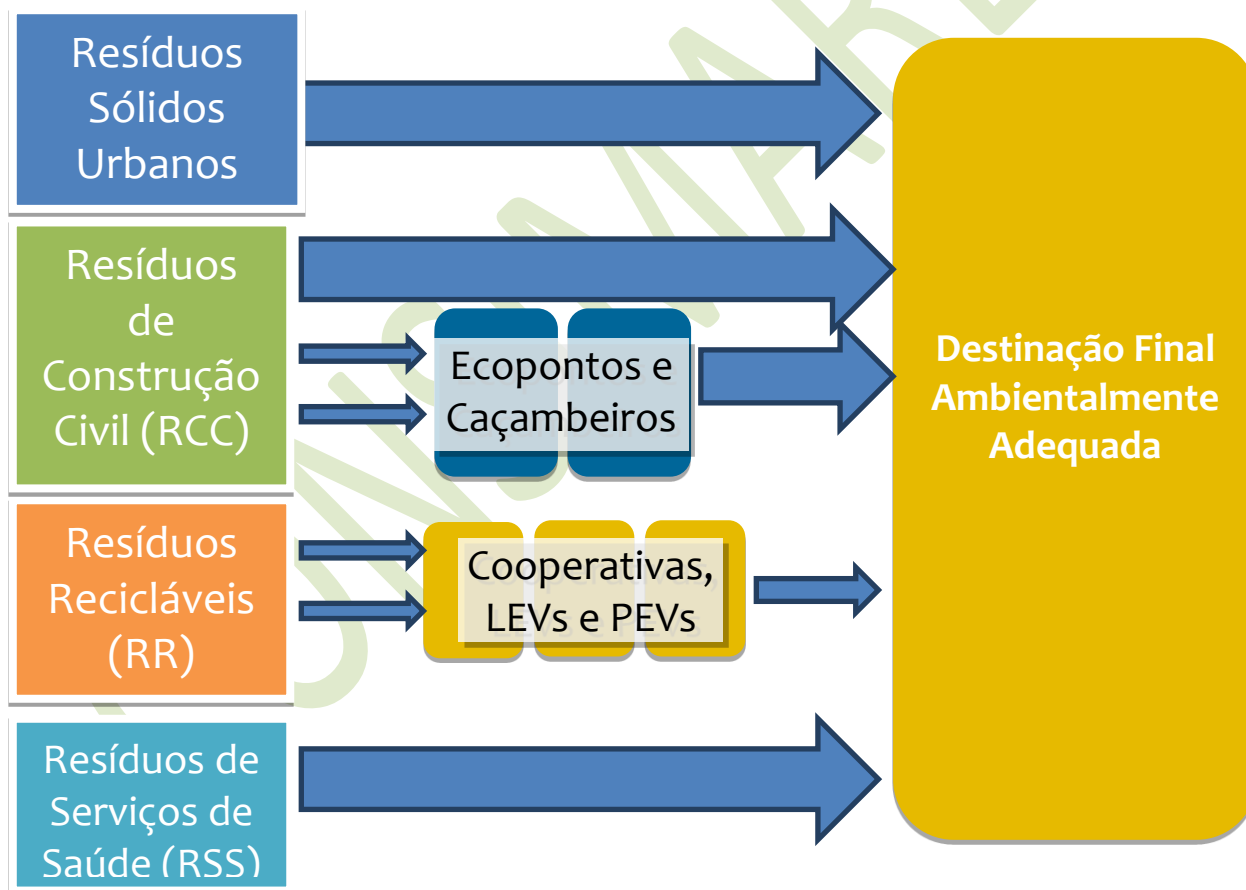 Resíduos
Sólidos
Urbanos
Resíduos
de
Construção
Civil (RCC)
Ecopontos e
Caçambeiros
Resíduos
Recicláveis
(RR)
Cooperativas,
LEVs e PEVs
Resíduos de
Serviços de
Saúde (RSS)
Destinação Final
Ambientalmente
Adequada